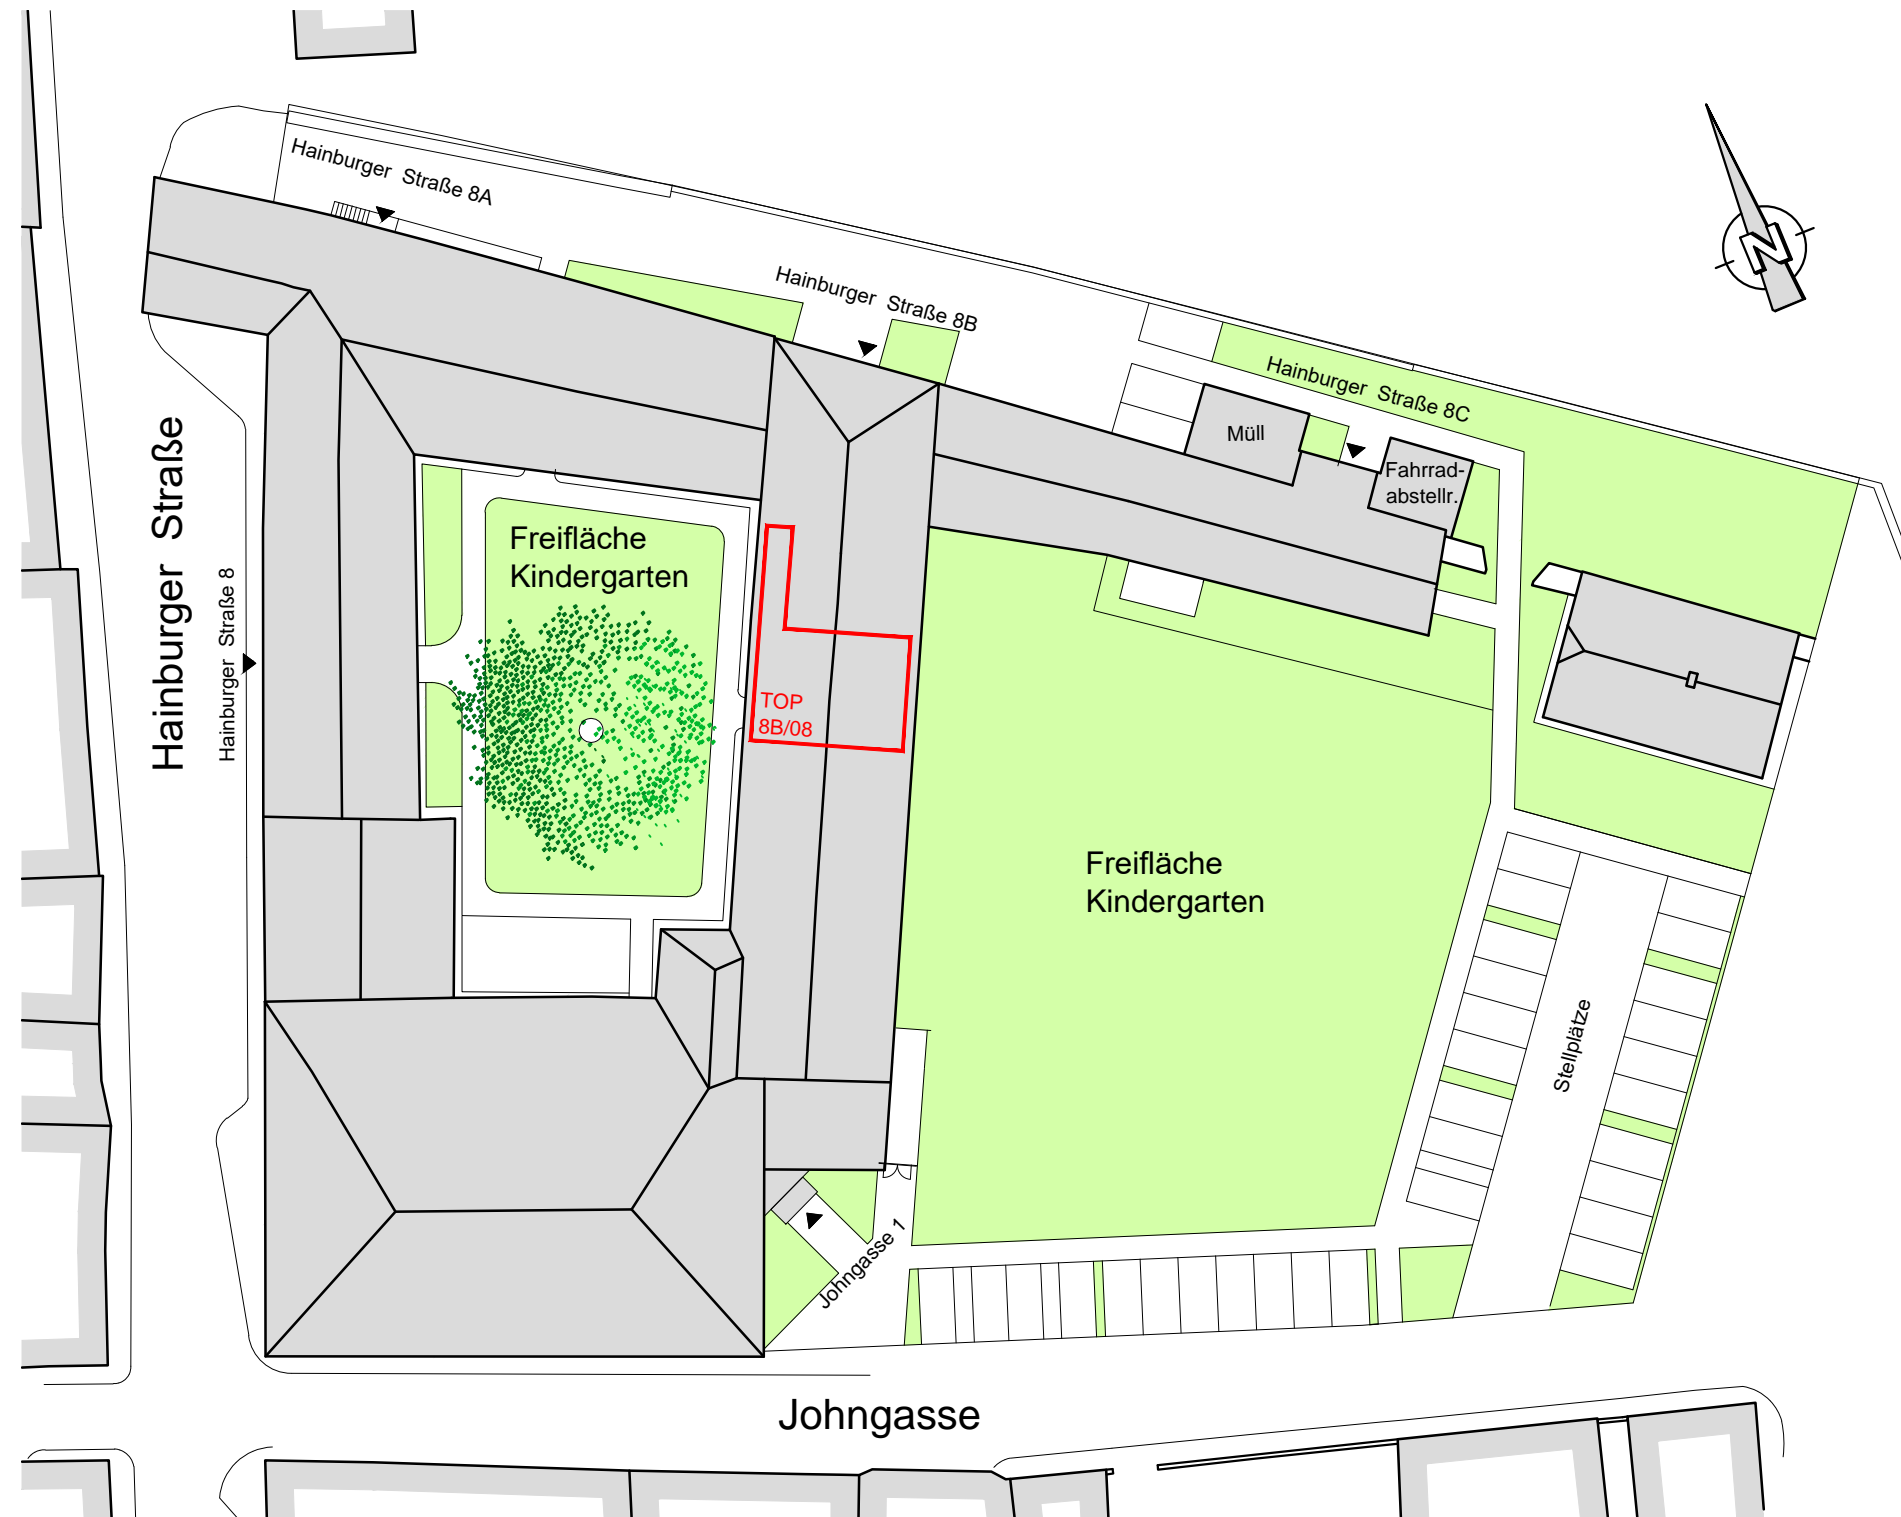 Hainburger Straße 8A
Hainburger Straße 8B
N
Hainburger Straße 8C
Müll
Fahrrad-
abstellr.
Freifläche
Kindergarten
Hainburger Straße
Hainburger Straße 8
TOP
8B/08
Freifläche
Kindergarten
Stellplätze
Johngasse 1
Johngasse